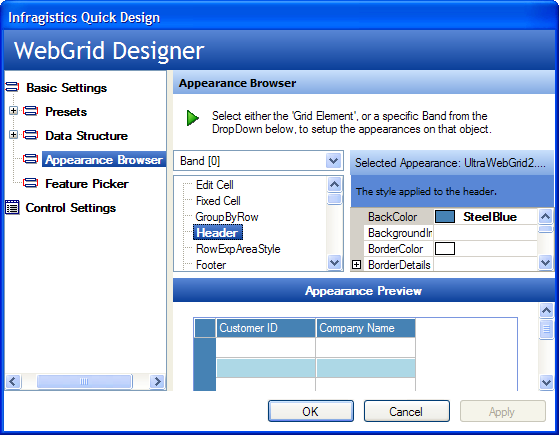 Infragistics Quick Design
WebGrid Designer
Basic Settings
Presets
Data Structure
Appearance Browser
Feature Picker
Control Settings
Appearance Browser
Select either the 'Grid Element', or a specific Band from the
DropDown below, to setup the appearances on that object.
Band [0]
Edit Cell
Fixed Cell
GroupByRow
Header
RowExpAreaStyle
Footer
Selected Appearance: UltraWebGrid2....
The style applied to the header.
BackColor SteelBlue
BackgroundIr
BorderColor
BorderDetails
Appearance Preview
Customer ID Company Name
OK Cancel Apply